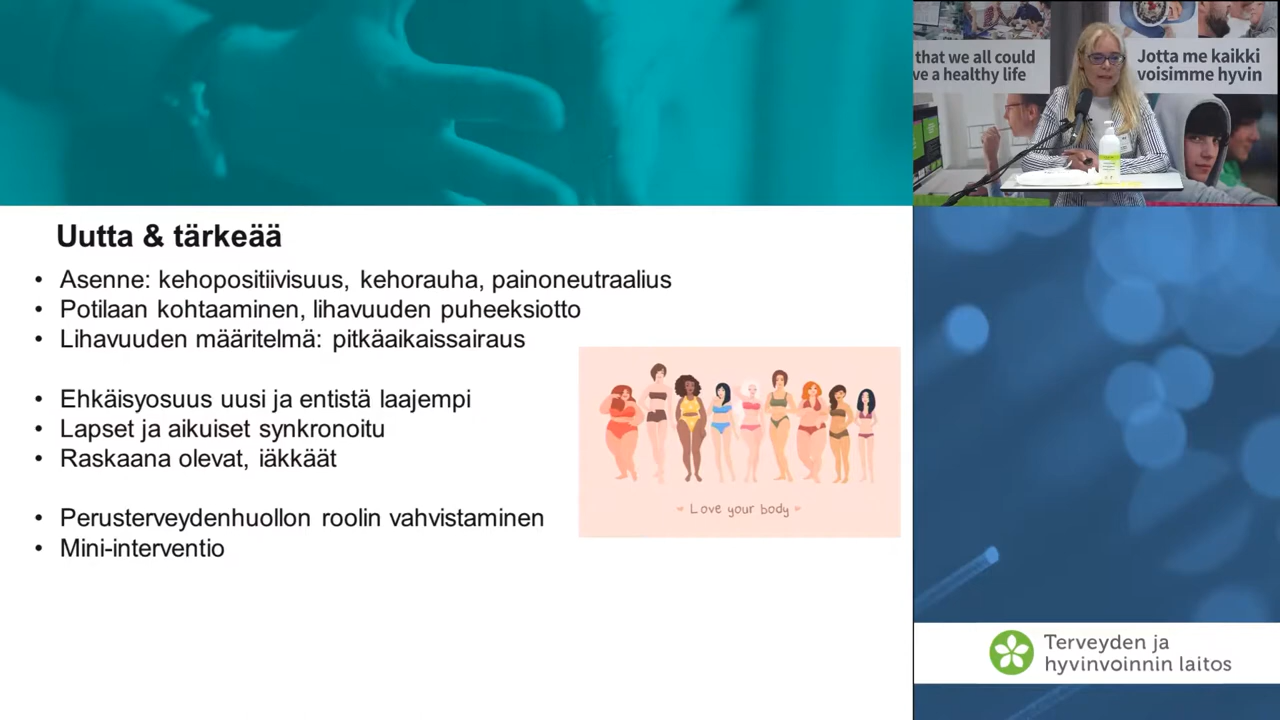 that we all could
ve a healthy life
Jotta me kaikki
voisimme hyvin
Uutta & tärkeää
• Asenne: kehopositiivisuus, kehorauha, painoneutraalius
• Potilaan kohtaaminen, lihavuuden puheeksiotto
• Lihavuuden määritelmä: pitkäaikaissairaus
• Ehkäisyosuus uusi ja entistä laajempi
• Lapset ja aikuiset synkronoitu
• Raskaana olevat, iäkkäät
• Perusterveydenhuollon roolin vahvistaminen
• Mini-interventio
Love your body
Terveyden ja
hyvinvoinnin laitos